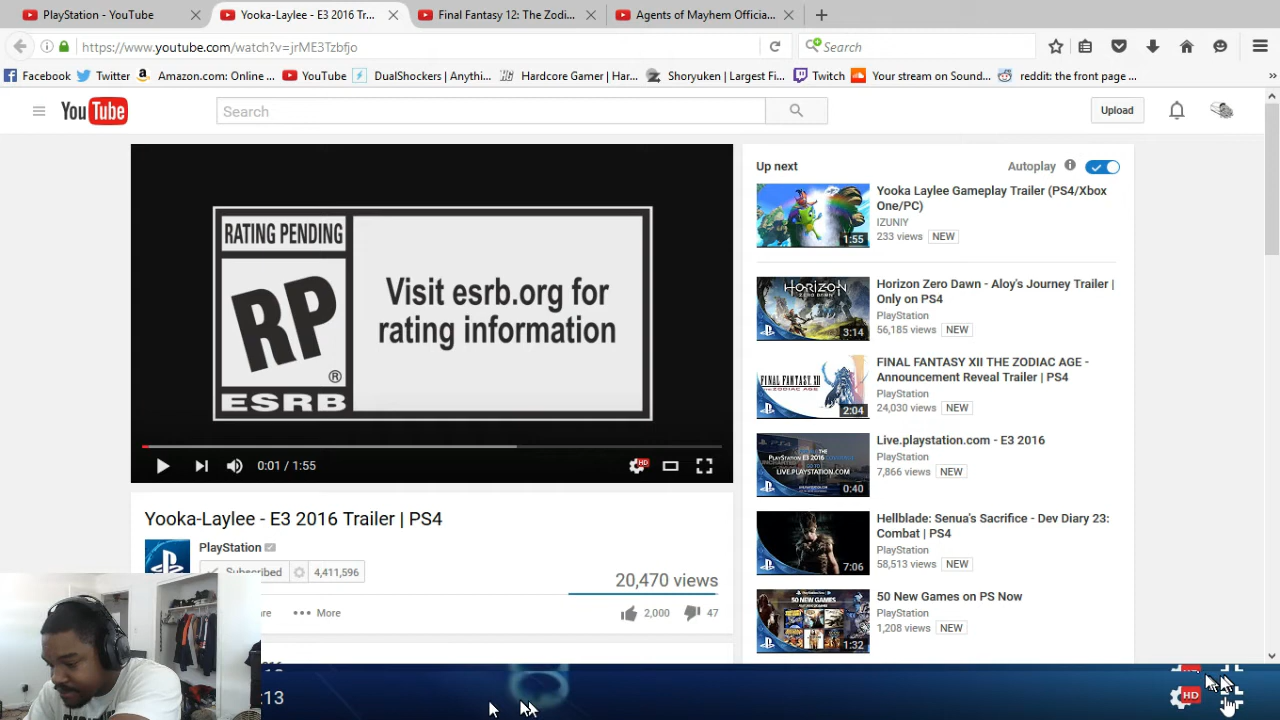 PlayStation - YouTube
Yooka-Laylee - E3 2016 Tr...
Final Fantasy 12: The Zodi...
Agents of Mayhem Officia...
https://www.youtube.com/watch?v=jrME3Tzbfjo
Search
Facebook
Twitter
Amazon.com: Online ...
YouTube
DualShockers | Anythi...
Hardcore Gamer | Har...
Shoryuken | Largest Fi...
Twitch
Your stream on Sound...
reddit: the front page ...
YouTube
Search
Upload
RATING PENDING
RP
®
ESRB
Visit esrb.org for
rating information
0:01 / 1:55
HD
Yooka-Laylee - E3 2016 Trailer | PS4
PlayStation
Subscribed
4,411,596
20,470 views
More
2,000
47
Up next
Autoplay
Yooka Laylee Gameplay Trailer (PS4/Xbox
One/PC)
IZUNIY
233 views NEW
1:55
Horizon Zero Dawn - Aloy's Journey Trailer |
Only on PS4
PlayStation
56,185 views NEW
HORIZON
3:14
FINAL FANTASY XII THE ZODIAC AGE -
Announcement Reveal Trailer | PS4
PlayStation
24,030 views NEW
FINAL FANTASY XII
2:04
Live.playstation.com - E3 2016
PlayStation
7,866 views NEW
0:40
Hellblade: Senua's Sacrifice - Dev Diary 23:
Combat | PS4
PlayStation
58,513 views NEW
7:06
50 New Games on PS Now
PlayStation
1,208 views NEW
50 NEW GAMES
1:32
:13
HD